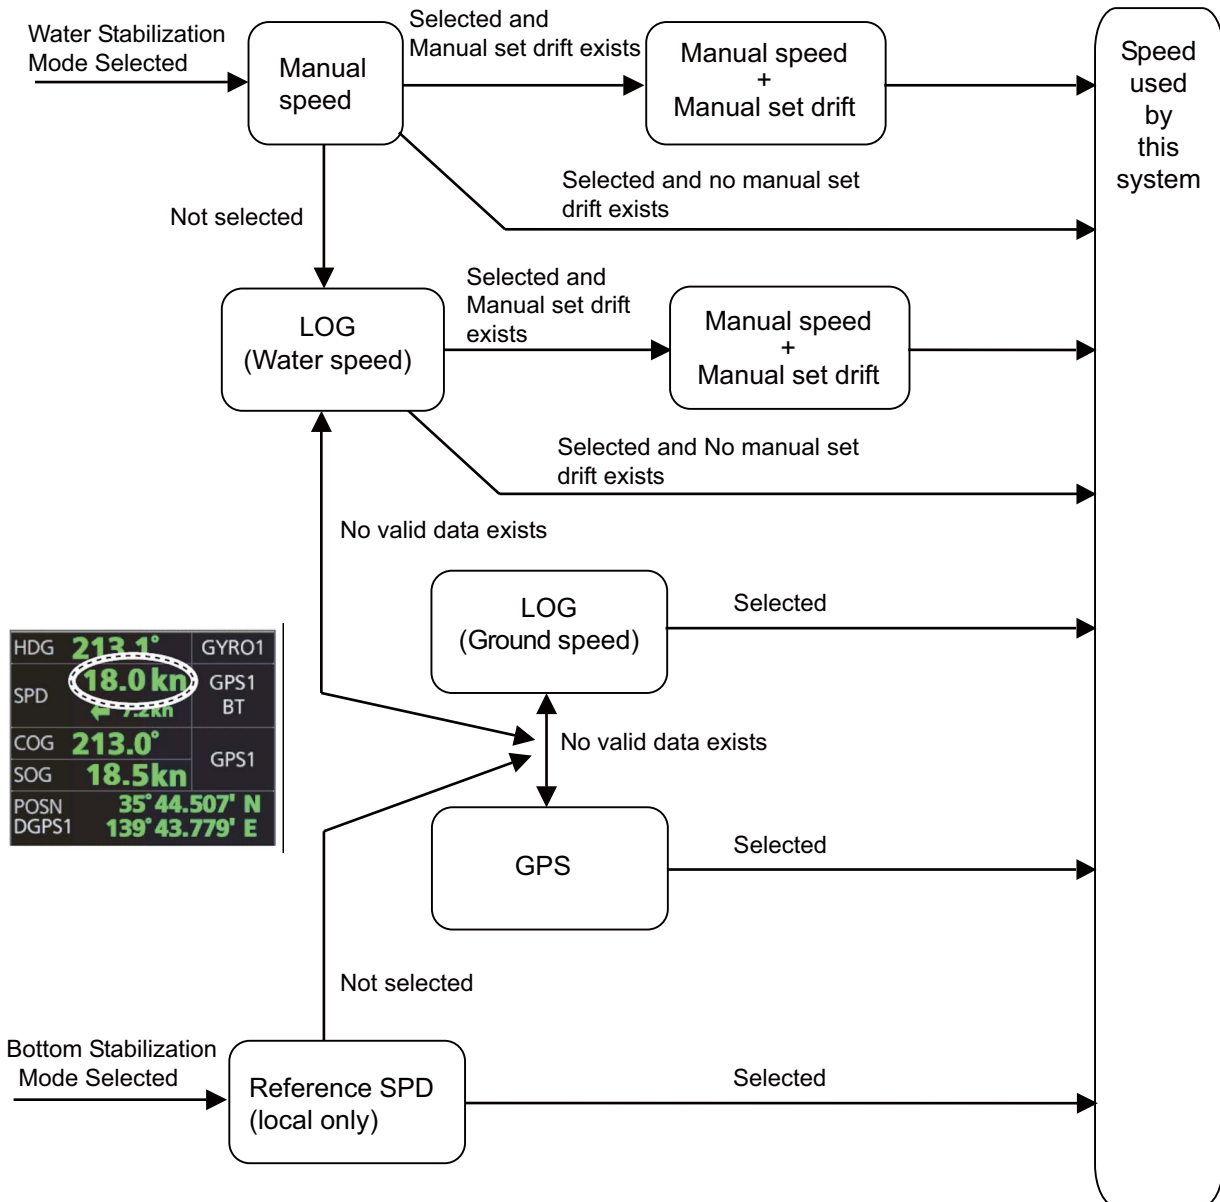 Water Stabilization
Mode Selected
Manual
speed
Selected and
Manual set drift exists
Manual speed
+
Manual set drift
Speed
used
by
this
system
Selected and no manual set
drift exists
Not selected
LOG
(Water speed)
Selected and
Manual set drift
exists
Manual speed
+
Manual set drift
Selected and No manual set
drift exists
No valid data exists
LOG
(Ground speed)
Selected
HDG 213.1° GYRO1
SPD 18.0 kn GPS1
7.2kn BT
COG 213.0° GPS1
SOG 18.5kn
POSN 35°44.507' N
DGPS1 139°43.779' E
No valid data exists
GPS
Selected
Not selected
Bottom Stabilization
Mode Selected
Reference SPD
(local only)
Selected